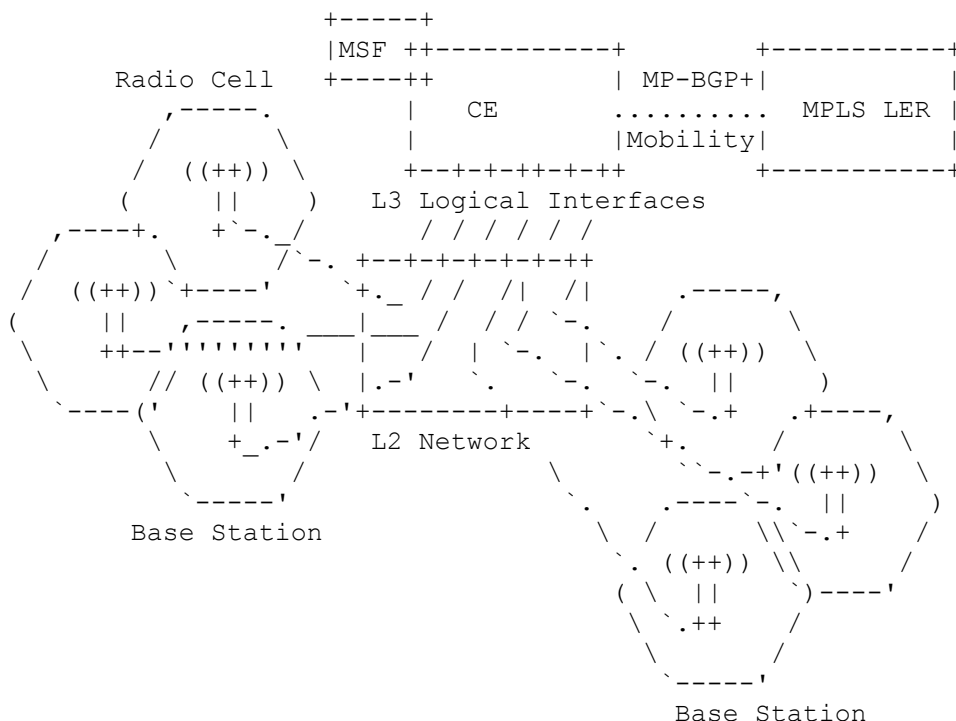 MSF
Radio Cell
MP-BGP+
CE
MPLS LER
Mobility
((++))
L3 Logical Interfaces
((++))
((++))
((++))
L2 Network
((++))
Base Station
((++))
Base Station